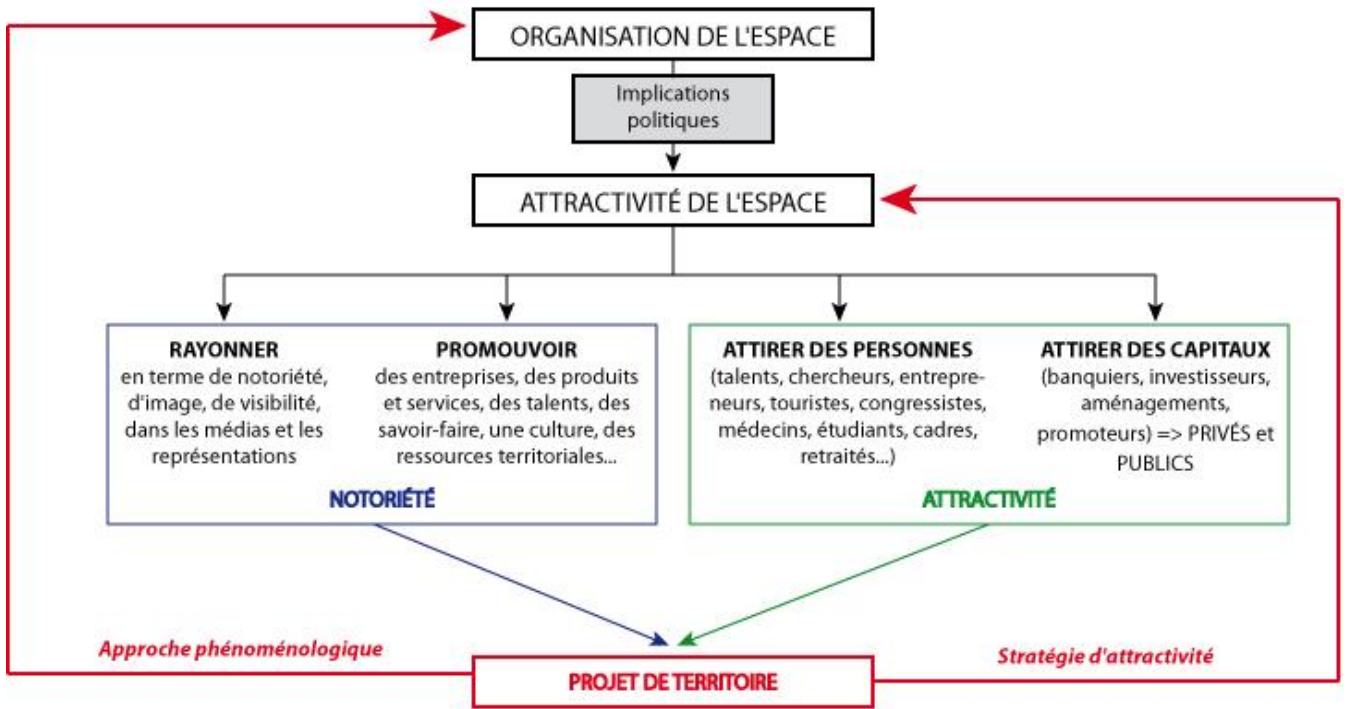 ORGANISATION DE L'ESPACE
Implications
politiques
ATTRACTIVITÉ DE L'ESPACE
RAYONNER
en terme de notoriété,
d'image, de visibilité,
dans les médias et les
représentations
PROMOUVOIR
des entreprises, des produits
et services, des talents, des
savoir-faire, une culture, des
ressources territoriales...
NOTORIÉTÉ
ATTIRER DES PERSONNES
(talents, chercheurs, entrepre-
neurs, touristes, congressistes,
médecins, étudiants, cadres,
retraités...)
ATTIRER DES CAPITAUX
(banquiers, investisseurs,
aménagements,
promoteurs) => PRIVÉS et
PUBLICS
ATTRACTIVITÉ
Approche phénoménologique
Stratégie d'attractivité
PROJET DE TERRITOIRE